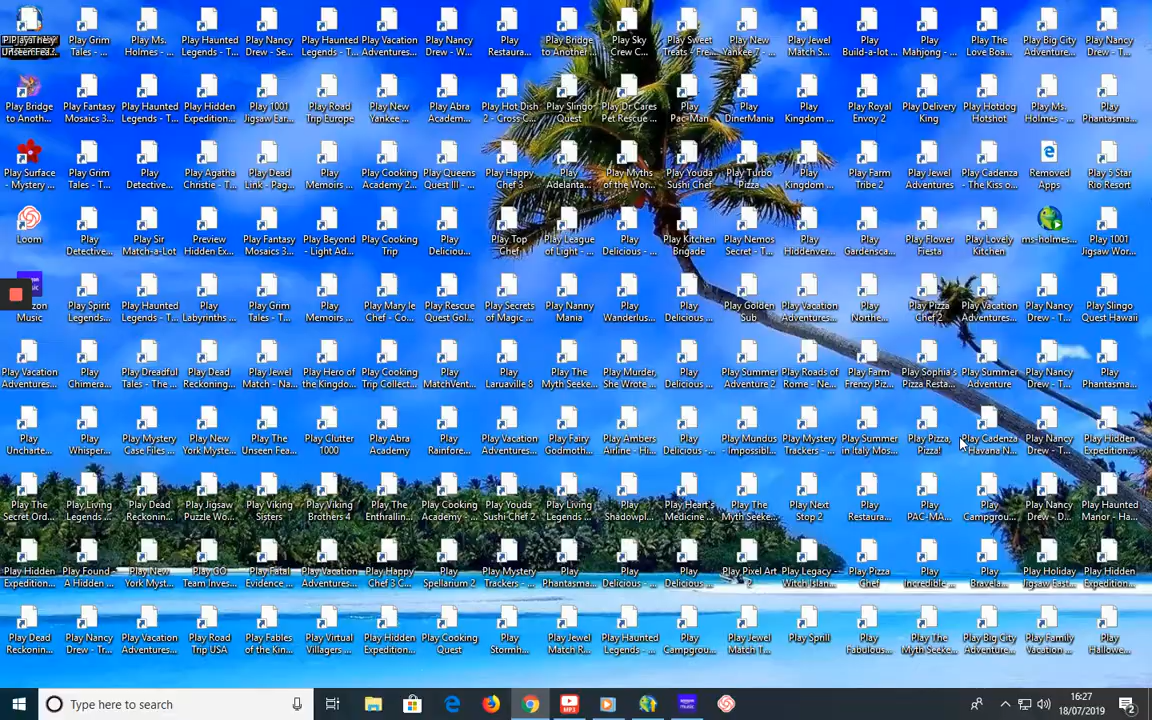 Play Grim
Tales - ...
Play Ms.
Holmes - ...
Play Haunted
Legends - T...
Play Nancy
Drew - Se...
Play Haunted
Legends - T...
Play Vacation
Adventures...
Play Nancy
Drew - W...
Play
Restaura...
Play Bridge
to Another...
Play Sky
Crew C...
Play Sweet
Treats - Fre...
Play New
Yankee 7 - ...
Play Jewel
Match S...
Play
Build-a-lot ...
Play
Mahjong - ...
Play The
Love Boa...
Play Big City
Adventure...
Play Nancy
Drew - T...
Play Bridge
to Anoth...
Play Fantasy
Mosaics 3...
Play Haunted
Legends - T...
Play Hidden
Expedition...
Play 1001
Jigsaw Ear...
Play Road
Trip Europe
Play New
Yankee ...
Play Abra
Academ...
Play Hot Dish
2 - Cross C...
Play Slingo
Quest
Play Dr Cares
Pet Rescue ...
Play
Pac-Man
Play
DinerMania
Play
Kingdom ...
Play Royal
Envoy 2
Play Delivery
King
Play Hotdog
Hotshot
Play Ms.
Holmes - ...
Play
Phantasma...
Play Surface
- Mystery ...
Play Grim
Tales - ...
Play
Detective...
Play Agatha
Christie - T...
Play Dead
Link - Pag...
Play
Memoirs ...
Play Cooking
Academy 2...
Play Queens
Quest III - ...
Play Happy
Chef 3
Play
Adelanta...
Play Myths
of the Wor...
Play Youda
Sushi Chef
Play Turbo
Pizza
Play
Kingdom ...
Play Farm
Tribe 2
Play Jewel
Adventures
Play Cadenza
- The Kiss o...
Removed
Apps
Play 5 Star
Rio Resort
Loom
Play
Detective...
Play Sir
Match-a-Lot
Preview
Hidden Ex...
Play Fantasy
Mosaics 3...
Play Beyond
- Light Ad...
Play Cooking
Trip
Play
Delicious...
Play Top
Chef
Play League
of Light - ...
Play
Delicious - ...
Play Kitchen
Brigade
Play Nemos
Secret - T...
Play
Hiddenver...
Play
Gardensca...
Play Flower
Fiesta
Play Lovely
Kitchen
ms-holmes...
Play 1001
Jigsaw Wor...
Music
Play Spirit
Legends...
Play Haunted
Legends - T...
Play
Labyrinths ...
Play Grim
Tales - T...
Play
Memoirs ...
Play Mary le
Chef - Co...
Play Rescue
Quest Gol...
Play Secrets
of Magic ...
Play Nanny
Mania
Play
Wanderlus...
Play
Delicious ...
Play Golden
Sub
Play Vacation
Adventures...
Play
Northe...
Play Pizza
Chef 2
Play Vacation
Adventures...
Play Nancy
Drew - T...
Play Slingo
Quest Hawaii
Play Vacation
Adventures...
Play
Chimera...
Play Dreadful
Tales - The ...
Play Dead
Reckoning...
Play Jewel
Match - Na...
Play Hero of
the Kingdo...
Play Cooking
Trip Collect...
Play
MatchVent...
Play
Laruaville 8
Play The
Myth Seeke...
Play Murder,
She Wrote ...
Play
Delicious ...
Play Summer
Adventure 2
Play Roads of
Rome - Ne...
Play Farm
Frenzy Piz...
Play Sophia's
Pizza Resta...
Play Summer
Adventure
Play Nancy
Drew - T...
Play
Phantasma...
Play
Uncharte...
Play
Whisper...
Play Mystery
Case Files ...
Play New
York Myste...
Play The
Unseen Fea...
Play Clutter
1000
Play Abra
Academy
Play
Rainfore...
Play Vacation
Adventures...
Play Fairy
Godmoth...
Play Ambers
Airline - Hi...
Play
Delicious -...
Play Mundus
- Impossibl...
Play Mystery
Trackers - ...
Play Summer
in Italy Mos...
Play Pizza,
Pizza!
Play Cadenza
- Havana N...
Play Nancy
Drew - T...
Play Hidden
Expedition...
Play The
Secret Ord...
Play Living
Legends ...
Play Dead
Reckonin...
Play Jigsaw
Puzzle Wo...
Play Viking
Sisters
Play Viking
Brothers 4
Play The
Enthrallin...
Play Cooking
Academy -...
Play Youda
Sushi Chef 2
Play Living
Legends ...
Play
Shadowpl...
Play Heart's
Medicine ...
Play The
Myth Seeke...
Play Next
Stop 2
Play
Restaura...
Play
PAC-MA...
Play
Campgrou...
Play Nancy
Drew - D...
Play Haunted
Manor - Ha...
Play Hidden
Expedition...
Play Found -
A Hidden ...
Play New
York Myst...
Play GO
Team Inves...
Play Fatal
Evidence ...
Play Vacation
Adventures...
Play Happy
Chef 3 C...
Play
Spellarium 2
Play Mystery
Trackers - ...
Play
Phantasma...
Play
Delicious - ...
Play
Delicious ...
Play Pixel Art
2
Play Legacy -
Witch Islan...
Play Pizza
Chef
Play
Incredible ...
Play
Bravela...
Play Holiday
Jigsaw East...
Play Hidden
Expedition...
Play Dead
Reckonin...
Play Nancy
Drew - Tr...
Play Vacation
Adventures...
Play Road
Trip USA
Play Fables
of the Kin...
Play Virtual
Villagers ...
Play Hidden
Expedition...
Play Cooking
Quest
Play
Stormh...
Play Jewel
Match R...
Play Haunted
Legends - ...
Play
Campgrou...
Play Jewel
Match T...
Play Sprill
Play
Fabulous...
Play The
Myth Seeke...
Play Big City
Adventure...
Play Family
Vacation ...
Play
Hallowe...
Type here to search
MP3
music
16:27
18/07/2019
2